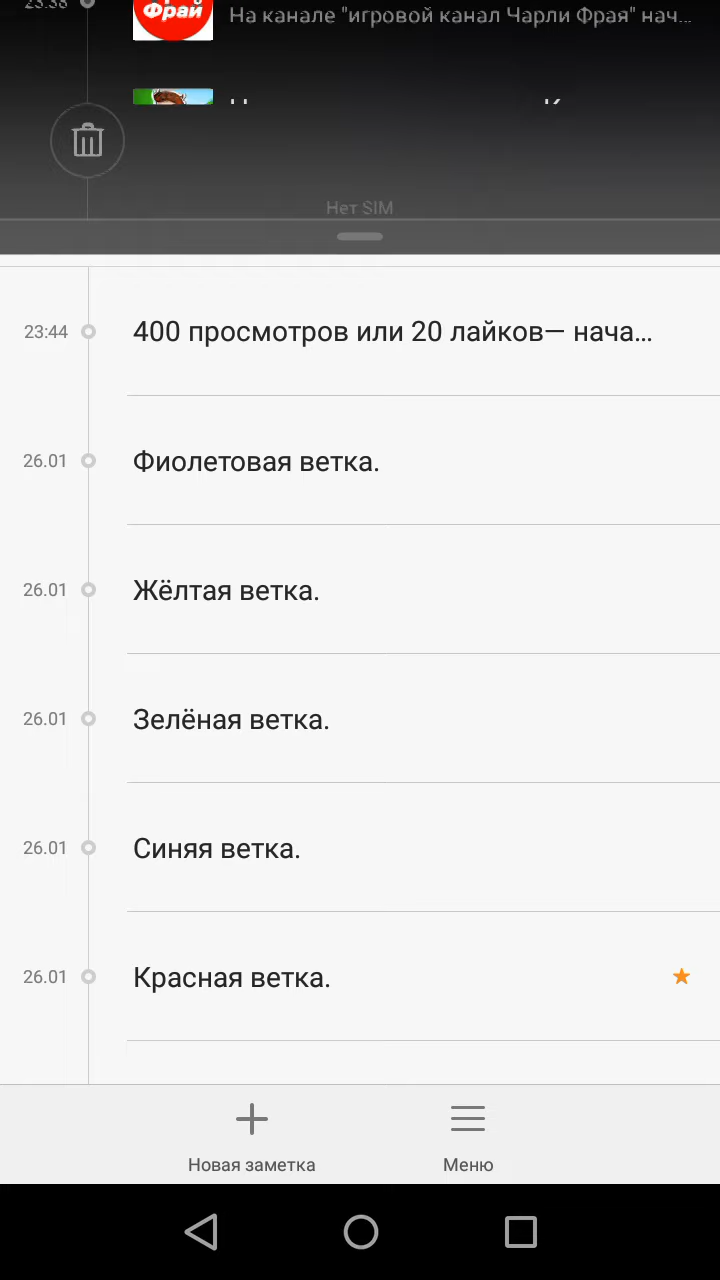 23:38
Фрай
На канале "игровой канал Чарли Фрая" нач...
Нет SIM
23:44
400 просмотров или 20 лайков— нача...
26.01
Фиолетовая ветка.
26.01
Жёлтая ветка.
26.01
Зелёная ветка.
26.01
Синяя ветка.
26.01
Красная ветка.
Новая заметка
Меню